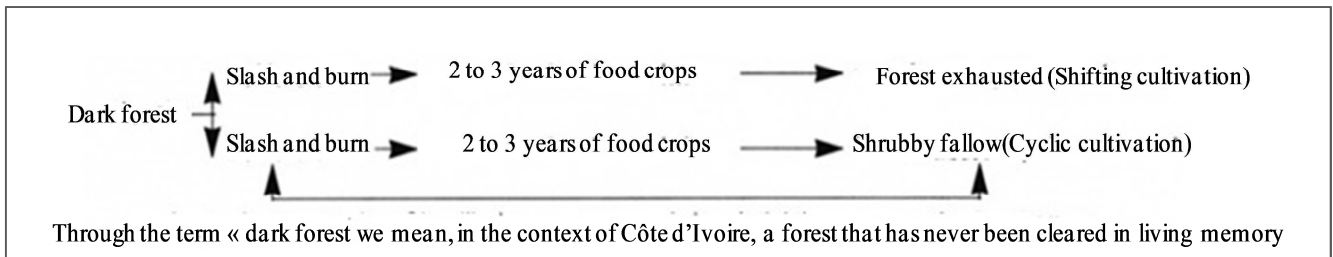 Slash and burn 2 to 3 years of food crops Forest exhausted (Shifting cultivation)
Dark forest
Slash and burn 2 to 3 years of food crops Shrubby fallow(Cyclic cultivation)
Through the term « dark forest we mean, in the context of Côte d’Ivoire, a forest that has never been cleared in living memory